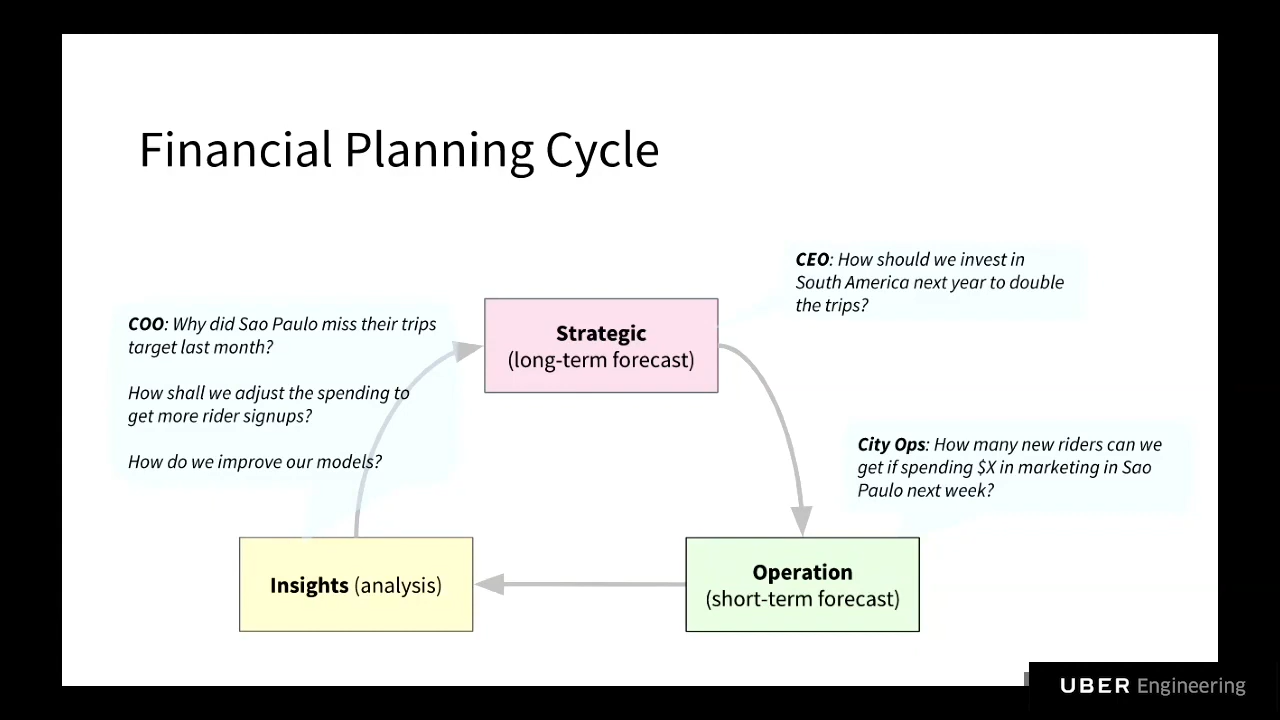 Financial Planning Cycle
CEO: How should we invest in
South America next year to double
the trips?
COO: Why did Sao Paulo miss their trips
target last month?
How shall we adjust the spending to
get more rider signups?
How do we improve our models?
Strategic
(long-term forecast)
City Ops: How many new riders can we
get if spending $X in marketing in Sao
Paulo next week?
Insights (analysis)
Operation
(short-term forecast)
UBER Engineering